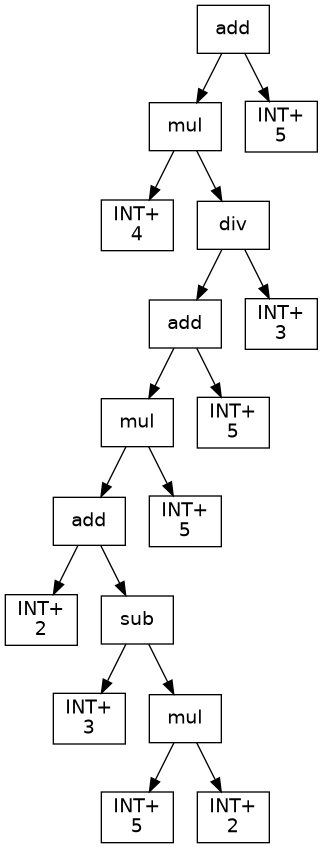 add
mul
INT+
5
INT+
4
div
add
INT+
3
mul
INT+
5
add
INT+
5
INT+
2
sub
INT+
3
mul
INT+
5
INT+
2